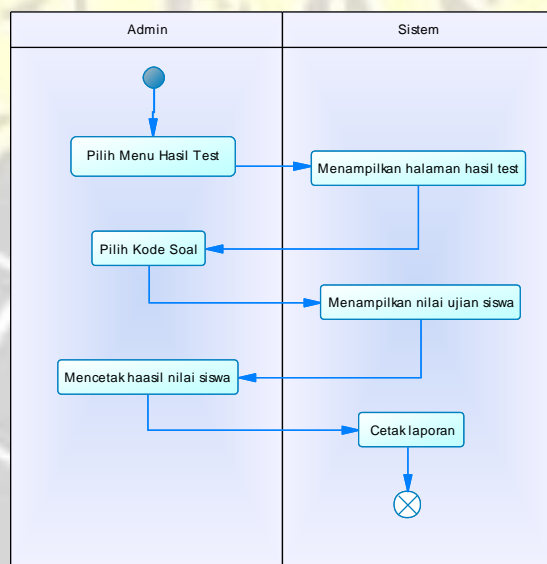 Admin
Sistem
Pilih Menu Hasil Test
Menampilkan halaman hasil test
Pilih Kode Soal
Menampilkan nilai ujian siswa
Mencetak haasil nilai siswa
Cetak laporan